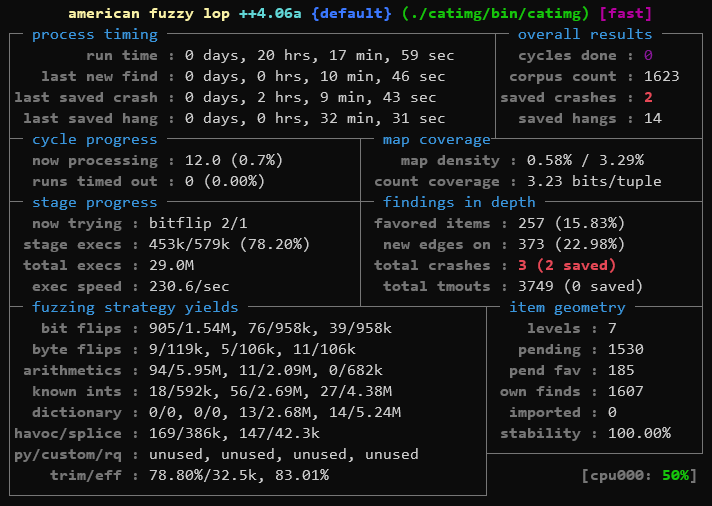 american fuzzy lop ++4.06a {default} (./catimg/bin/catimg) [fast]
process timing overall results
run time : 0 days, 20 hrs, 17 min, 59 sec cycles done : 0
last new find : 0 days, 0 hrs, 10 min, 46 sec corpus count : 1623
last saved crash : 0 days, 2 hrs, 9 min, 43 sec saved crashes : 2
last saved hang : 0 days, 0 hrs, 32 min, 31 sec saved hangs : 14
cycle progress map coverage
now processing : 12.0 (0.7%) map density : 0.58% / 3.29%
runs timed out : 0 (0.00%) count coverage : 3.23 bits/tuple
stage progress findings in depth
now trying : bitflip 2/1 favored items : 257 (15.83%)
stage execs : 453k/579k (78.20%) new edges on : 373 (22.98%)
total execs : 29.0M total crashes : 3 (2 saved)
exec speed : 230.6/sec total tmouts : 3749 (0 saved)
fuzzing strategy yields item geometry
bit flips : 905/1.54M, 76/958k, 39/958k levels : 7
byte flips : 9/119k, 5/106k, 11/106k pending : 1530
arithmetics : 94/5.95M, 11/2.09M, 0/682k pend fav : 185
known ints : 18/592k, 56/2.69M, 27/4.38M own finds : 1607
dictionary : 0/0, 0/0, 13/2.68M, 14/5.24M imported : 0
havoc/splice : 169/386k, 147/42.3k stability : 100.00%
py/custom/rq : unused, unused, unused, unused
trim/eff : 78.80%/32.5k, 83.01% [cpu000: 50%]